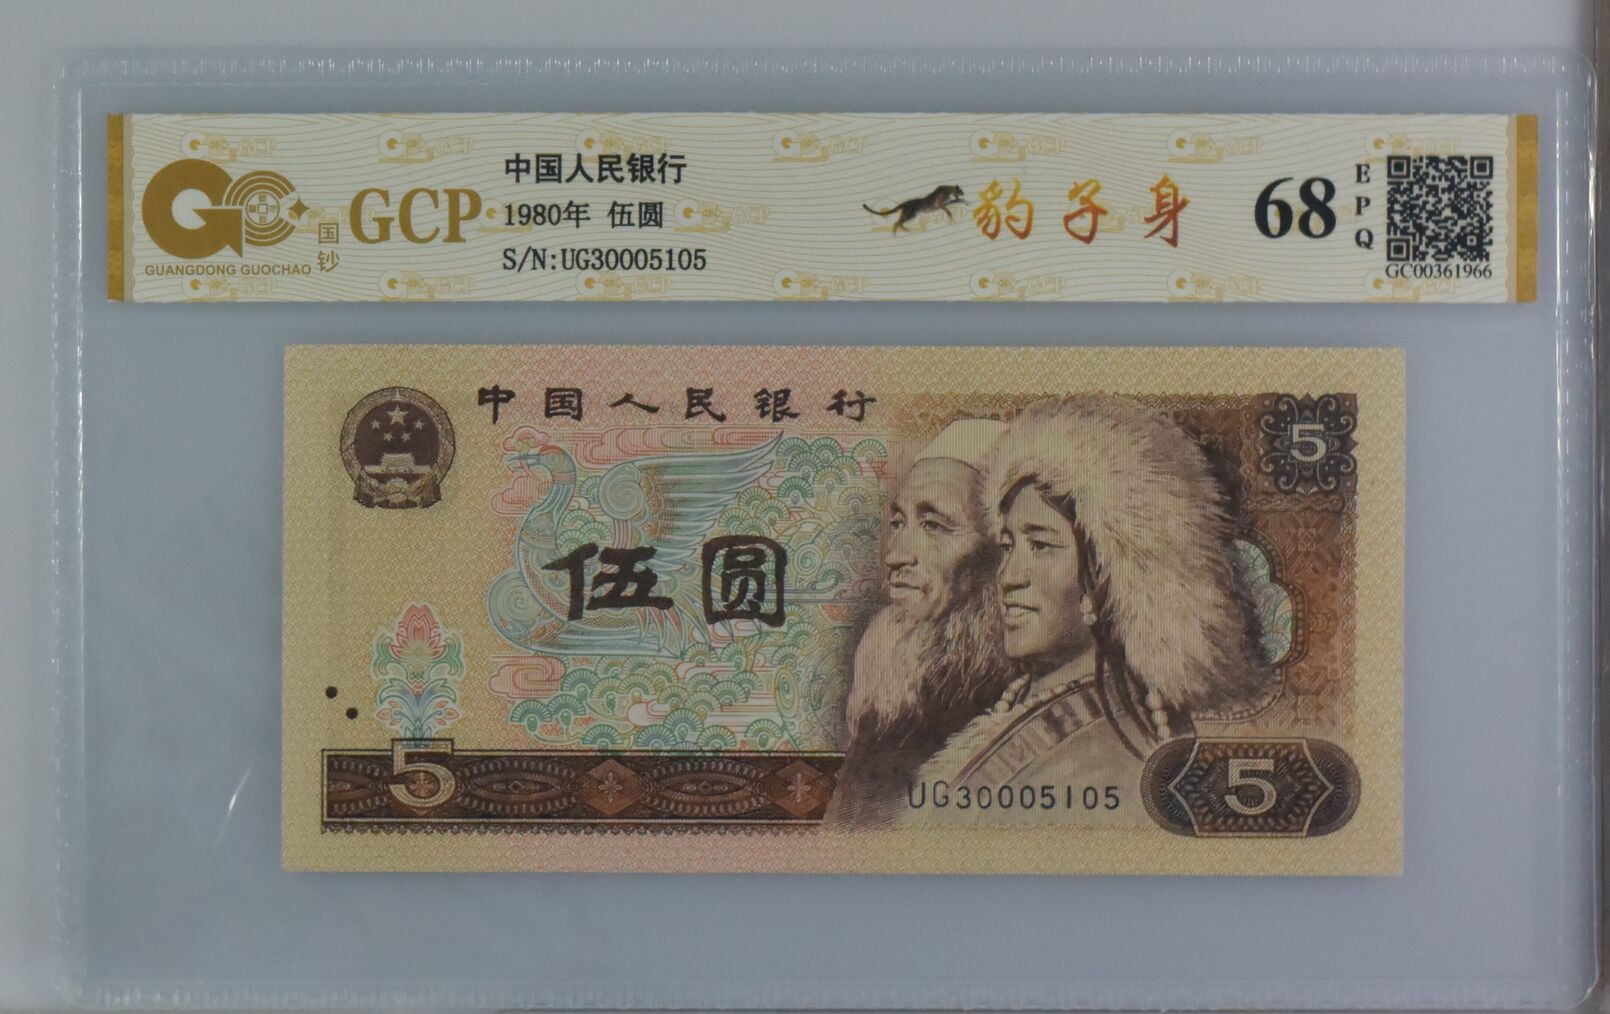 GCP
国
钞
GUANGDONG GUOCHAO
中国人民银行
1980年 伍圆
S/N:UG30005105
豹子身
68
E
P
Q
GC00361966
中国人民银行
5
伍圆
5
UG30005105
5